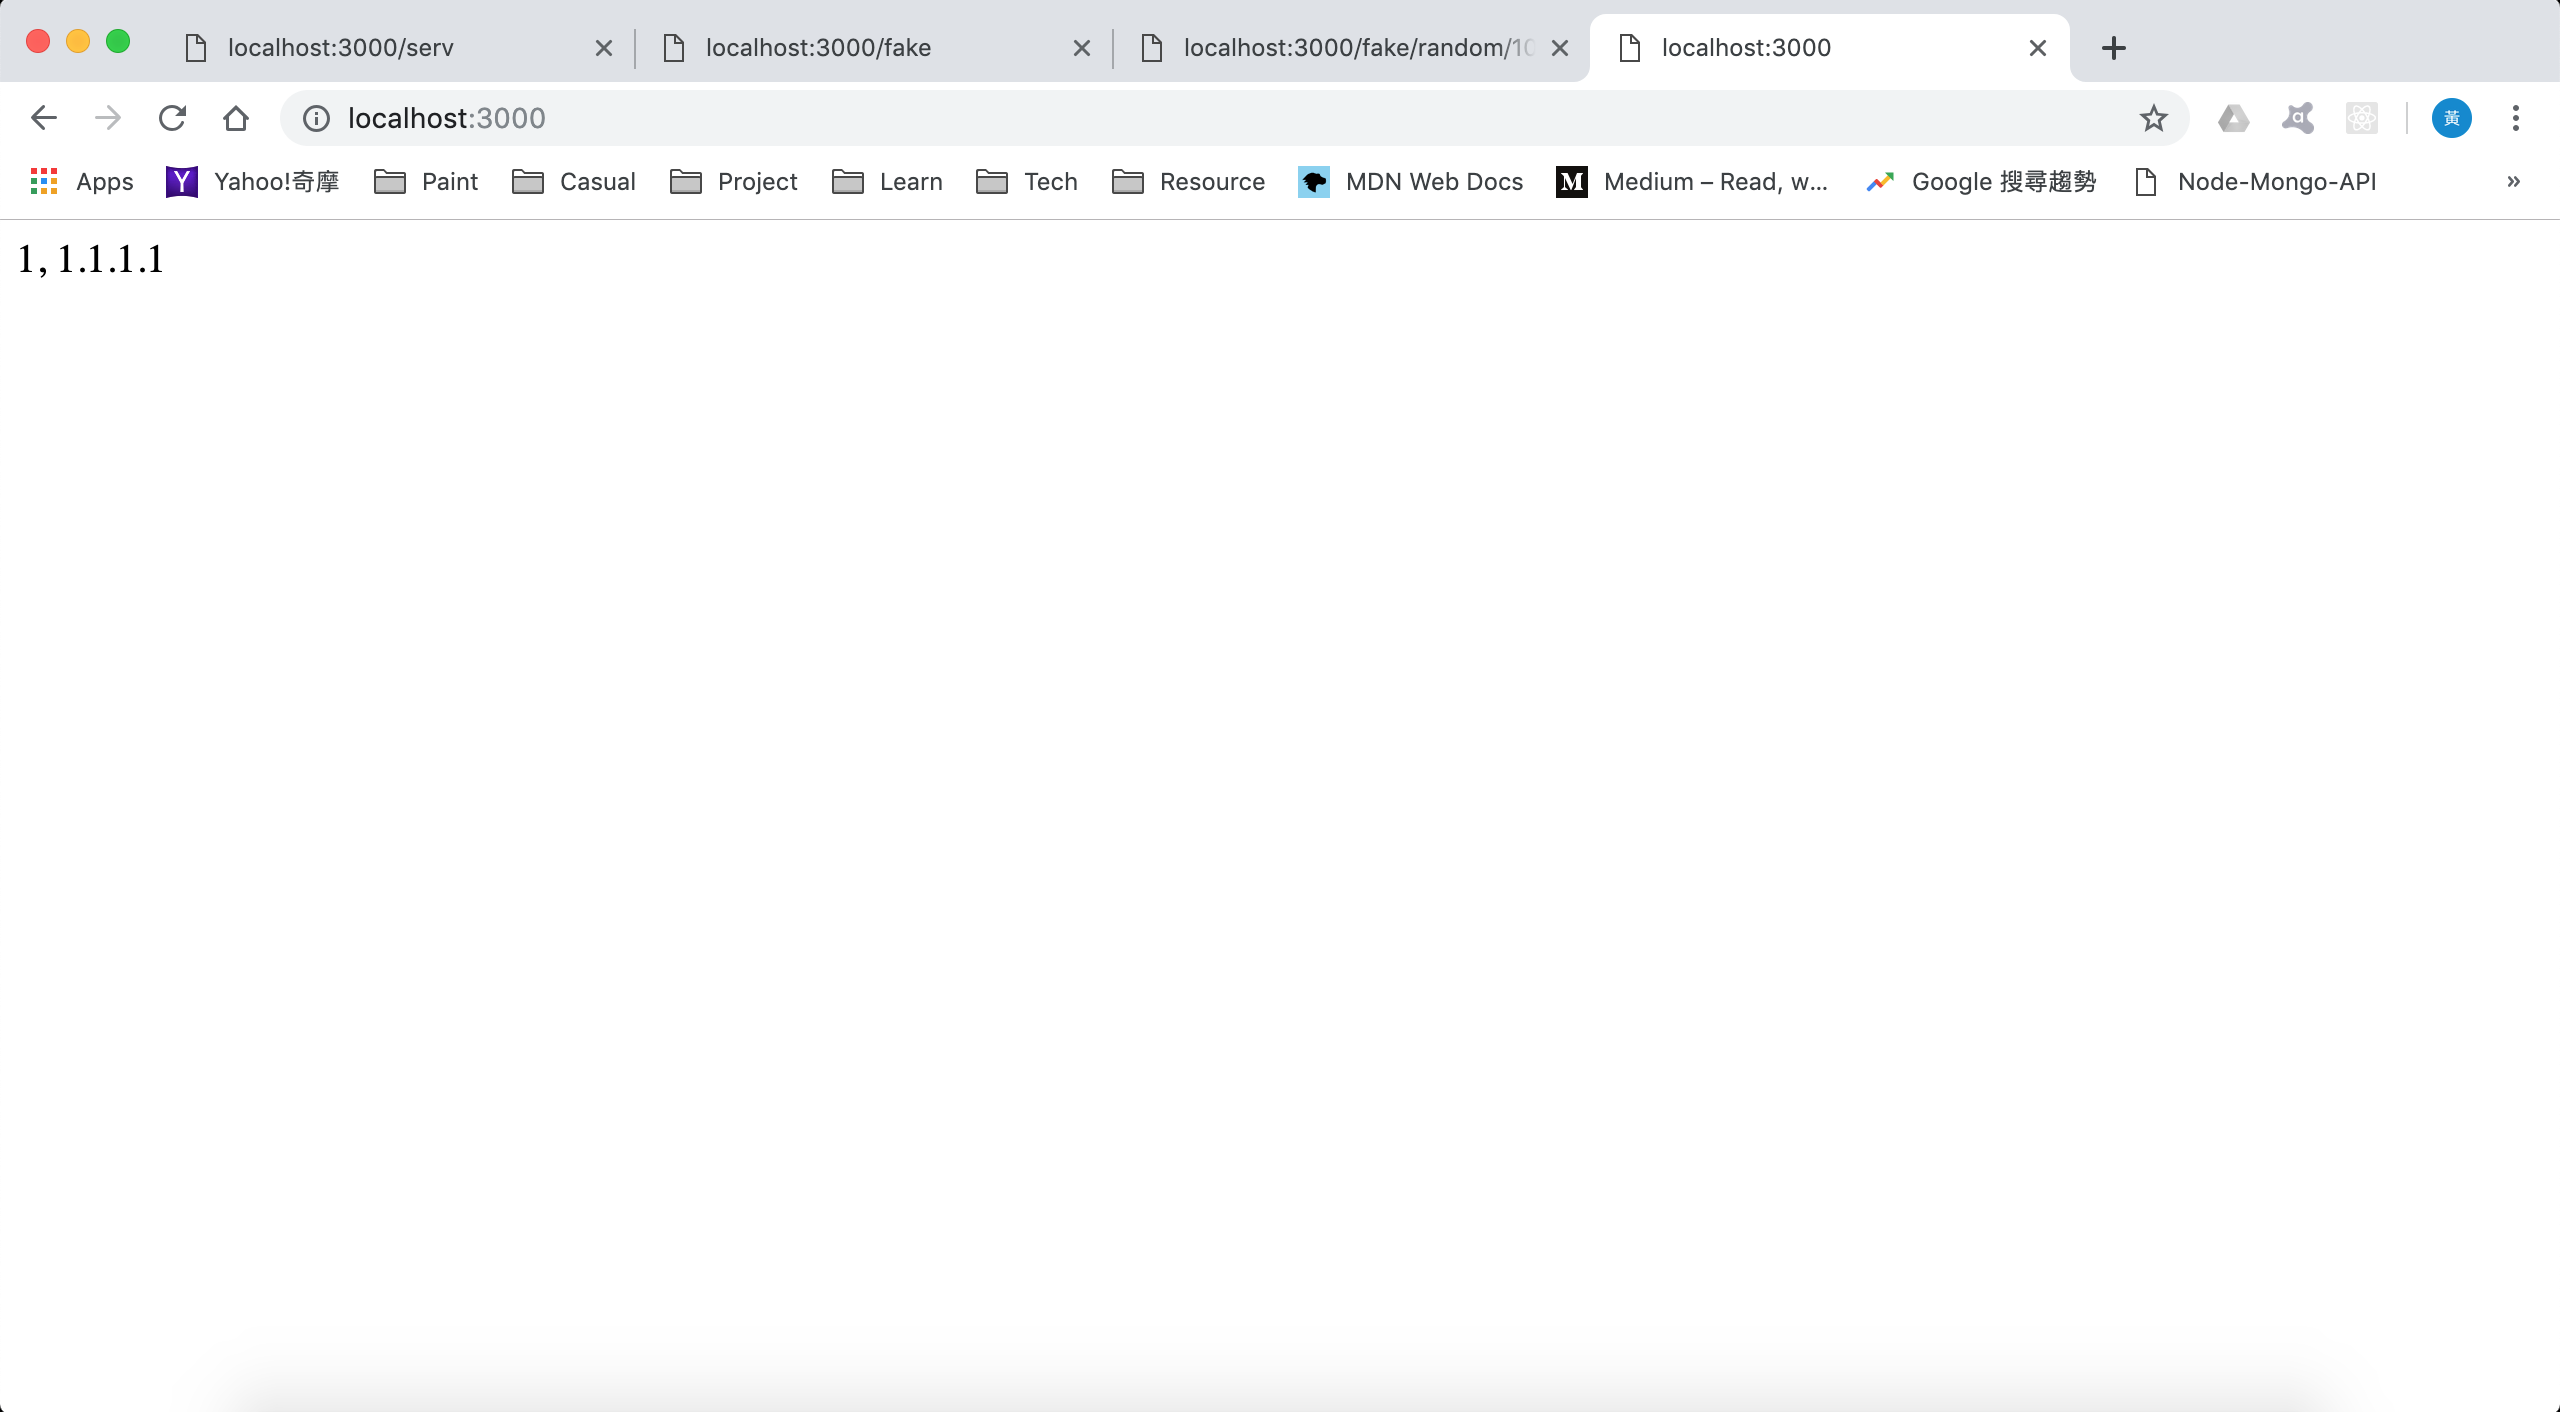 localhost:3000/serv localhost:3000/fake localhost:3000/fake/random/10 localhost:3000
localhost:3000 黃
Apps Yahoo!奇摩 Paint Casual Project Learn Tech Resource MDN Web Docs M Medium – Read, w... Google 搜尋趨勢 Node-Mongo-API »
1, 1.1.1.1